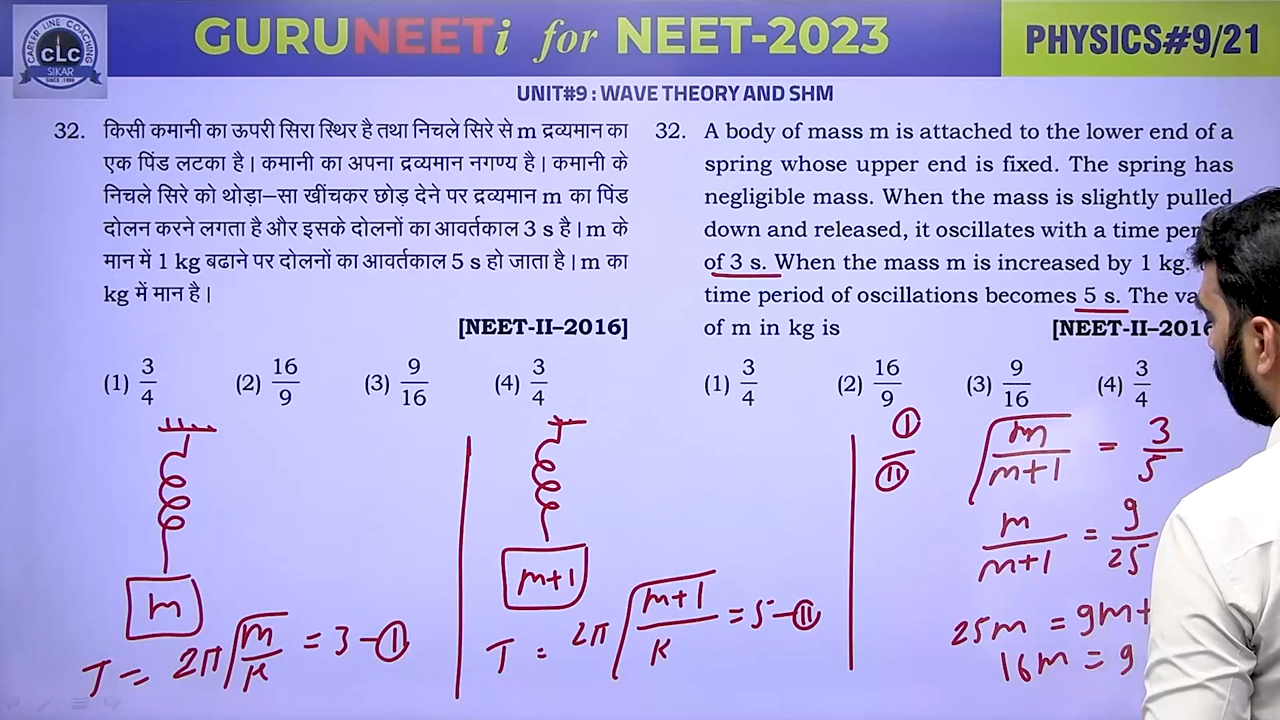 CAREER LINE COACHING
CLC
SIKAR
SINCE : 1996
GURUNEETi for NEET-2023
PHYSICS#9/21
UNIT#9 : WAVE THEORY AND SHM
32. किसी कमानी का ऊपरी सिरा स्थिर है तथा निचले सिरे से m द्रव्यमान का
एक पिंड लटका है। कमानी का अपना द्रव्यमान नगण्य है। कमानी के
निचले सिरे को थोड़ा–सा खींचकर छोड़ देने पर द्रव्यमान m का पिंड
दोलन करने लगता है और इसके दोलनों का आवर्तकाल 3 s है। m के
मान में 1 kg बढाने पर दोलनों का आवर्तकाल 5 s हो जाता है। m का
kg में मान है।
[NEET-II–2016]
(1) 3/4 (2) 16/9 (3) 9/16 (4) 3/4
32. A body of mass m is attached to the lower end of a
spring whose upper end is fixed. The spring has
negligible mass. When the mass is slightly pulled
down and released, it oscillates with a time per
of 3 s. When the mass m is increased by 1 kg.
time period of oscillations becomes 5 s. The va
of m in kg is
[NEET-II–2016
(1) 3/4 (2) 16/9 (3) 9/16 (4) 3/4
m
T = 2π√m/K = 3 –Ⓘ
m+1
T = 2π√m+1/K = 5 –Ⓘ​Ⓘ
Ⓘ/Ⓘ​Ⓘ
√m/m+1 = 3/5
m/m+1 = 9/25
25m = 9m+
16m = 9